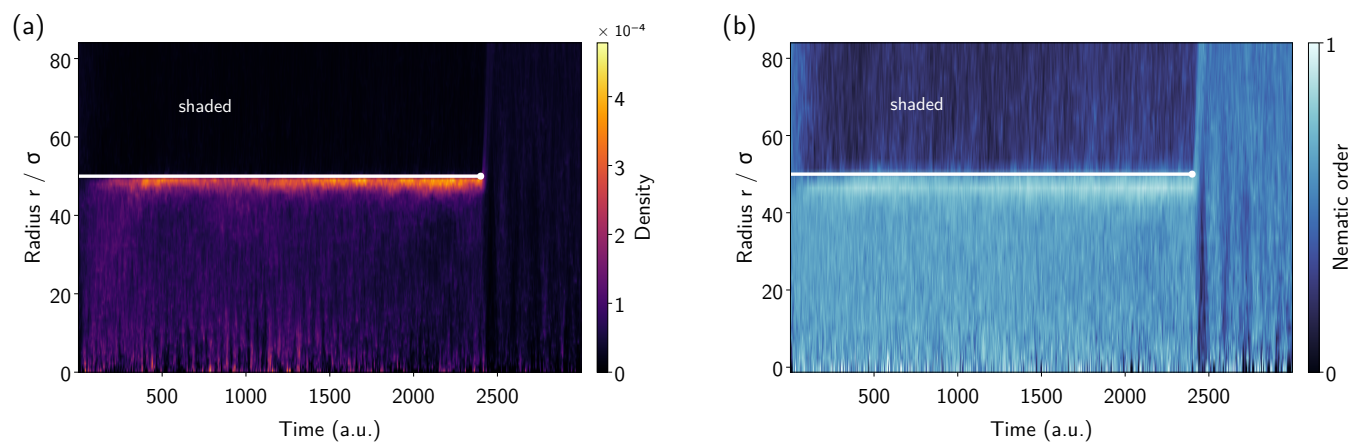 (a)
× 10⁻⁴
80
60
40
20
0
Radius r / σ
shaded
500
1000
1500
2000
2500
Time (a.u.)
4
3
2
1
0
Density
(b)
80
60
40
20
0
Radius r / σ
shaded
500
1000
1500
2000
2500
Time (a.u.)
1
0
Nematic order